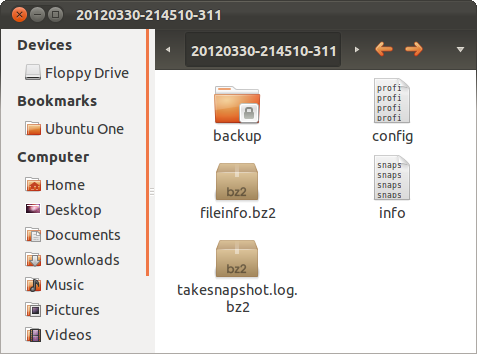 20120330-214510-311
Devices
Floppy Drive
Bookmarks
Ubuntu One
Computer
Home
Desktop
Documents
Downloads
Music
Pictures
Videos
20120330-214510-311
backup
profi
profi
profi
profi
config
bz2
fileinfo.bz2
snaps
snaps
snaps
snaps
info
bz2
takesnapshot.log.
bz2